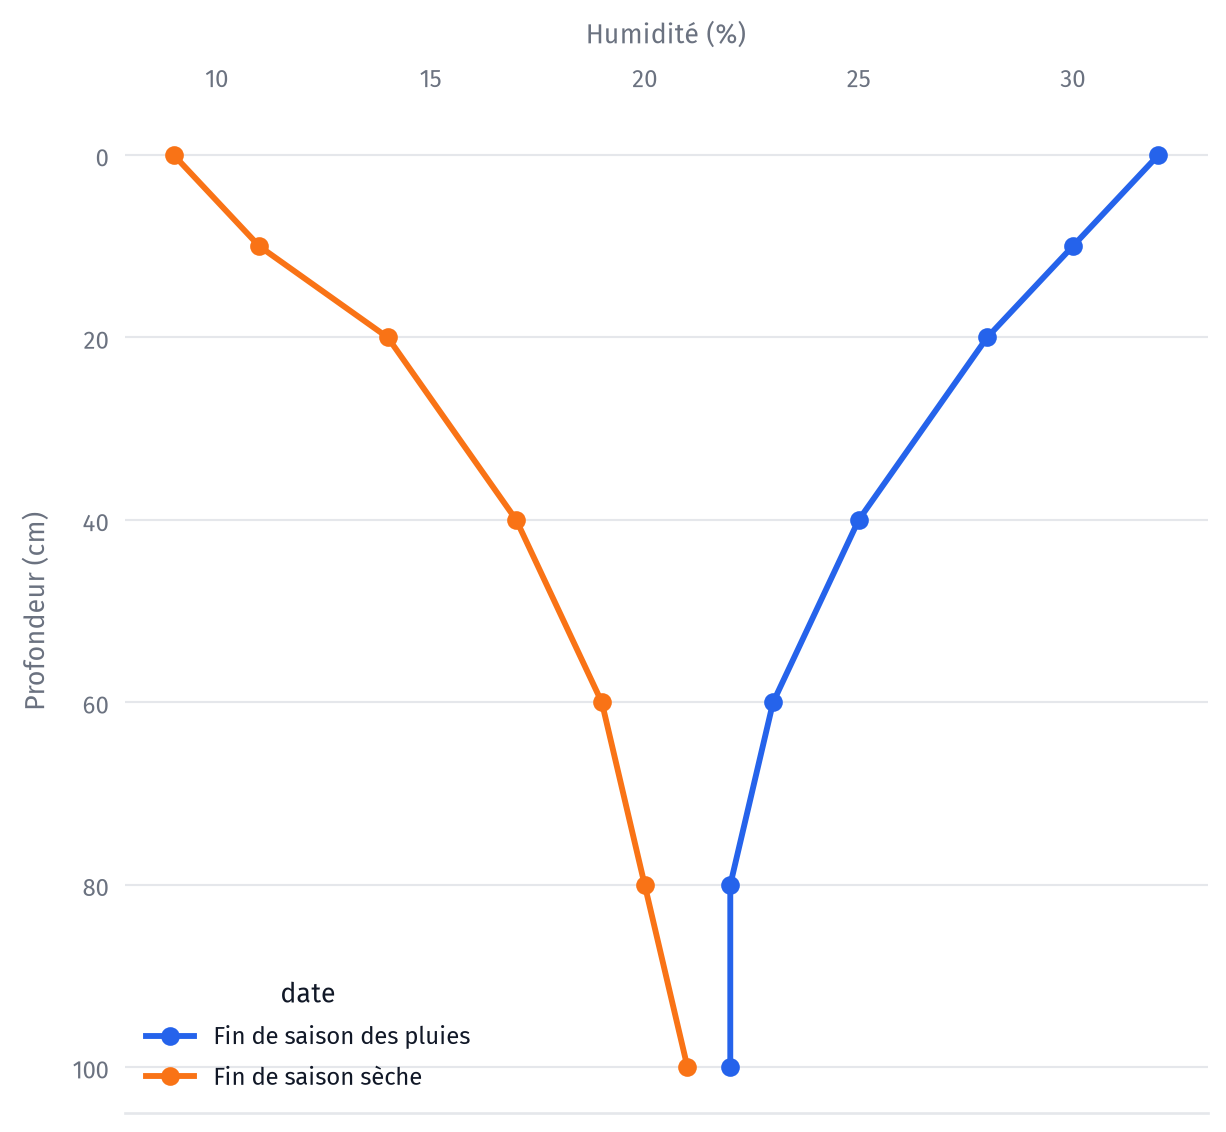 Humidité (%)
10 15 20 25 30
0
20
40
60
80
100
Profondeur (cm)
date
Fin de saison des pluies
Fin de saison sèche